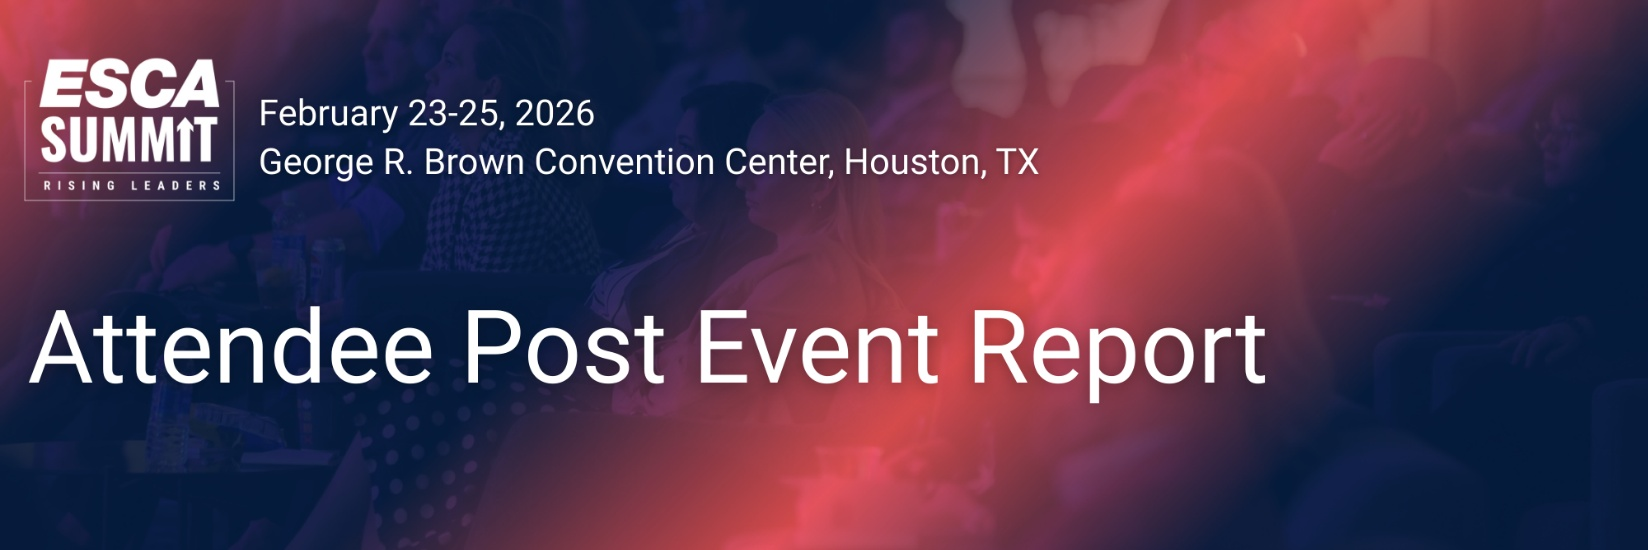 ESCA
SUMMIT
RISING LEADERS
February 23-25, 2026
George R. Brown Convention Center, Houston, TX
Attendee Post Event Report